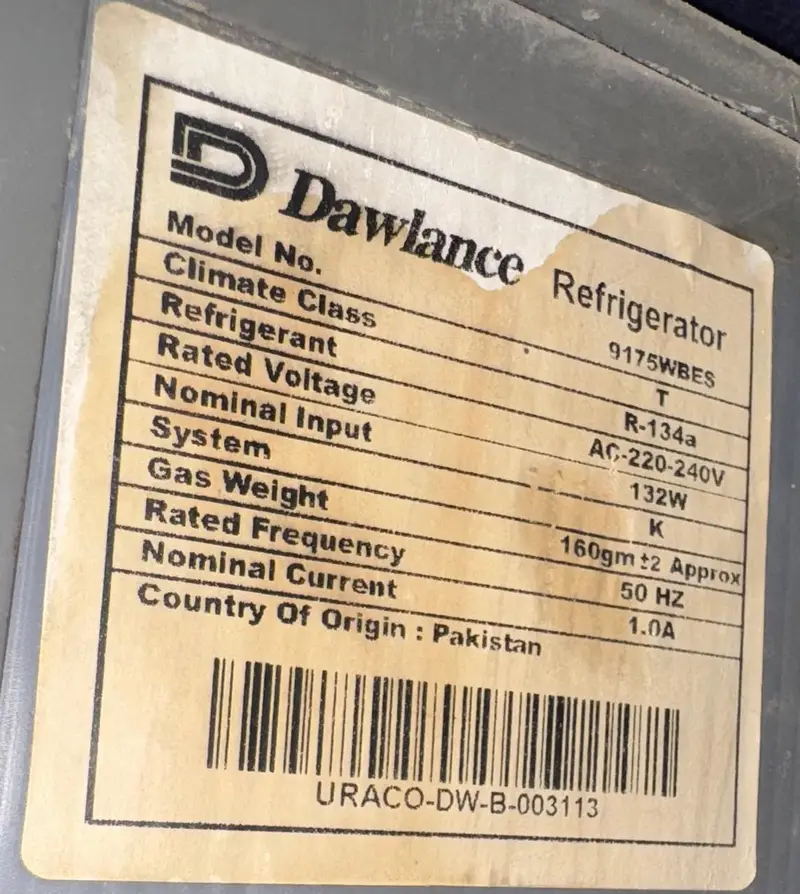 Dawlance Refrigerator
Model No. 9175WBES
Climate Class T
Refrigerant R-134a
Rated Voltage AC-220-240V
Nominal Input 132W
System K
Gas Weight 160gm ±2 Approx
Rated Frequency 50 HZ
Nominal Current 1.0A
Country Of Origin : Pakistan
URACO-DW-B-003113